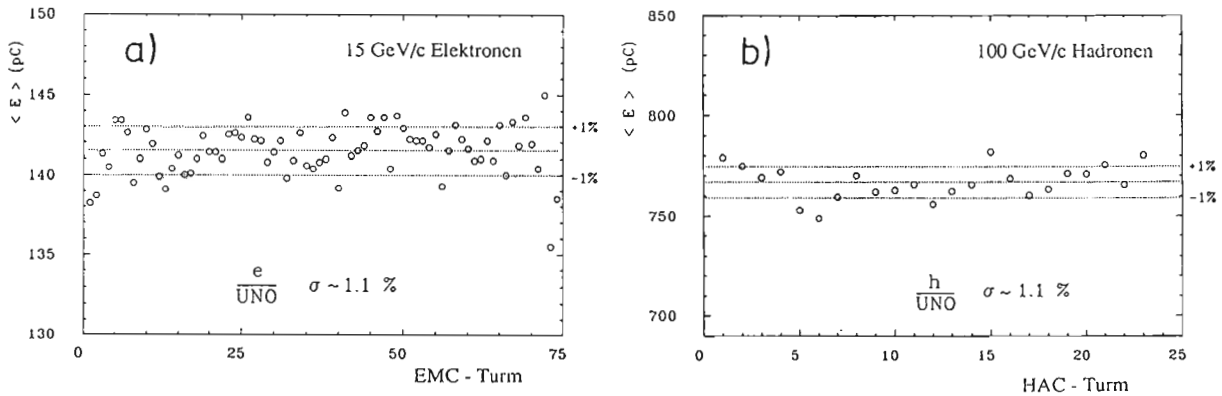 a)
15 GeV/c Elektronen
< E > (pC)
150
145
140
135
130
+1%
-1%
e
UNO
σ ~ 1.1 %
0
25
50
75
EMC - Turm
b)
100 GeV/c Hadronen
< E > (pC)
850
800
750
700
+1%
-1%
h
UNO
σ ~ 1.1 %
0
5
10
15
20
25
HAC - Turm